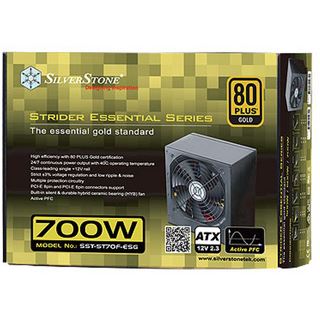 SILVERSTONE
Designing Inspiration
STRIDER ESSENTIAL SERIES
The essential gold standard
80
PLUS
GOLD
High efficiency with 80 PLUS Gold certification
24/7 continuous power output with 40℃ operating temperature
Class-leading single +12V rail
Strict ±3% voltage regulation and low ripple & noise
Multiple protection circuitry
PCI-E 8pin and PCI-E 6pin connectors support
Built-in silent & durable hybrid ceramic bearing (HYB) fan
Active PFC
700W
MODEL NO.: SST-ST70F-ESG
ATX
12V 2.3
Active PFC
www.silverstonetek.com